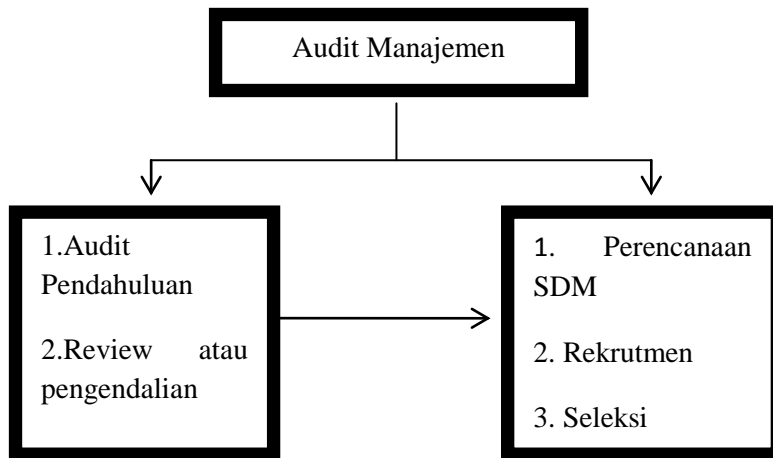 Audit Manajemen
1.Audit
Pendahuluan
2.Review atau
pengendalian
1. Perencanaan
SDM
2. Rekrutmen
3. Seleksi